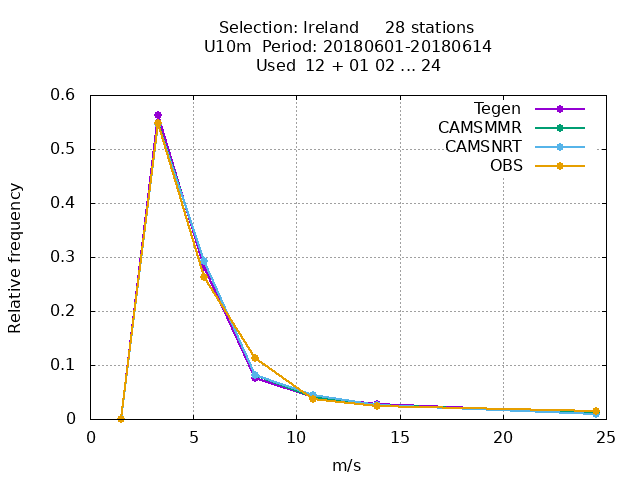 Selection: Ireland 28 stations
U10m Period: 20180601-20180614
Used 12 + 01 02 ... 24
Tegen
CAMSMMR
CAMSNRT
OBS
Relative frequency
0.6
0.5
0.4
0.3
0.2
0.1
0
0 5 10 15 20 25
m/s